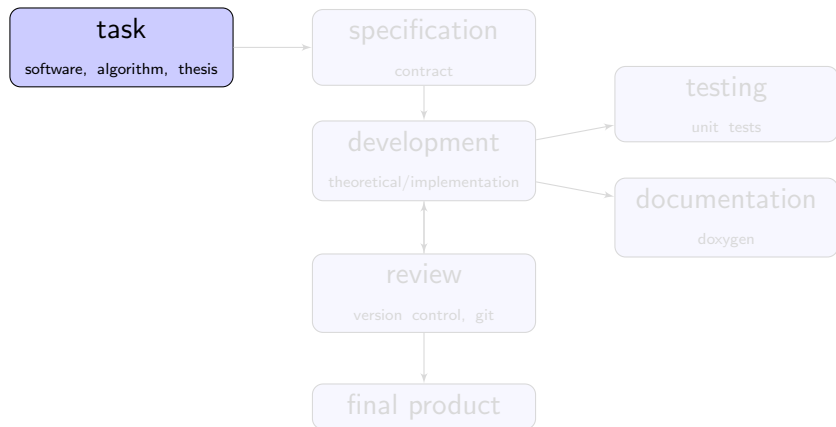 task
software, algorithm, thesis
specification
contract
development
theoretical/implementation
testing
unit tests
documentation
doxygen
review
version control, git
final product